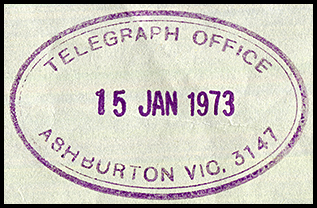 TELEGRAPH OFFICE
15 JAN 1973
ASHBURTON VIC. 3147